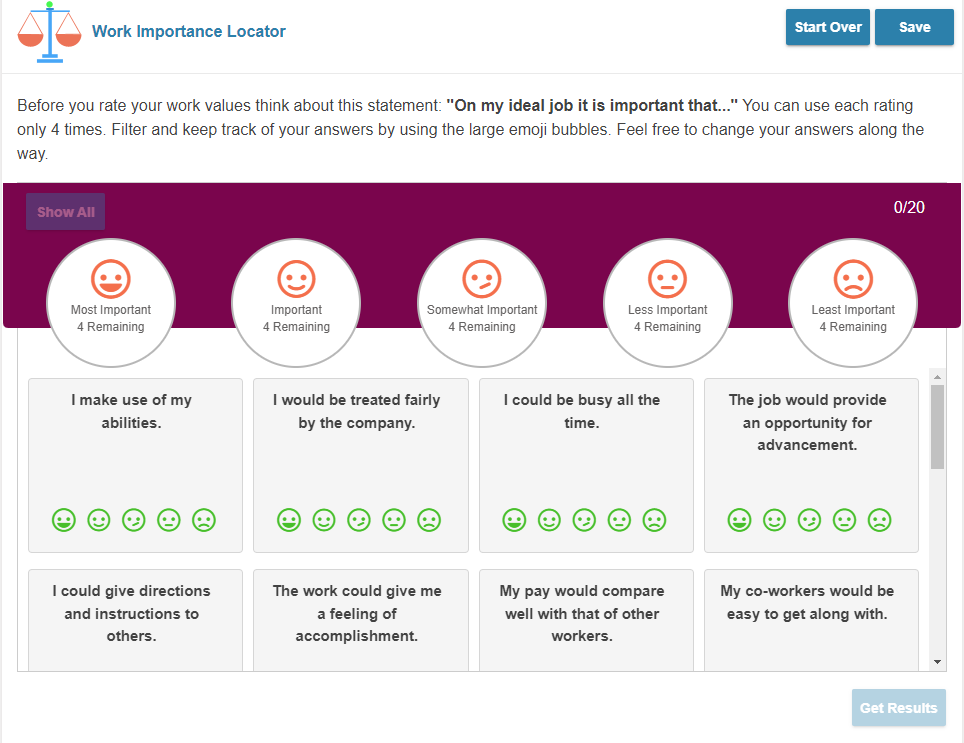 Work Importance Locator
Start Over
Save
Before you rate your work values think about this statement: "On my ideal job it is important that..." You can use each rating
only 4 times. Filter and keep track of your answers by using the large emoji bubbles. Feel free to change your answers along the
way.
Show All
0/20
Most Important
4 Remaining
Important
4 Remaining
Somewhat Important
4 Remaining
Less Important
4 Remaining
Least Important
4 Remaining
I make use of my
abilities.
I would be treated fairly
by the company.
I could be busy all the
time.
The job would provide
an opportunity for
advancement.
I could give directions
and instructions to
others.
The work could give me
a feeling of
accomplishment.
My pay would compare
well with that of other
workers.
My co-workers would be
easy to get along with.
Get Results